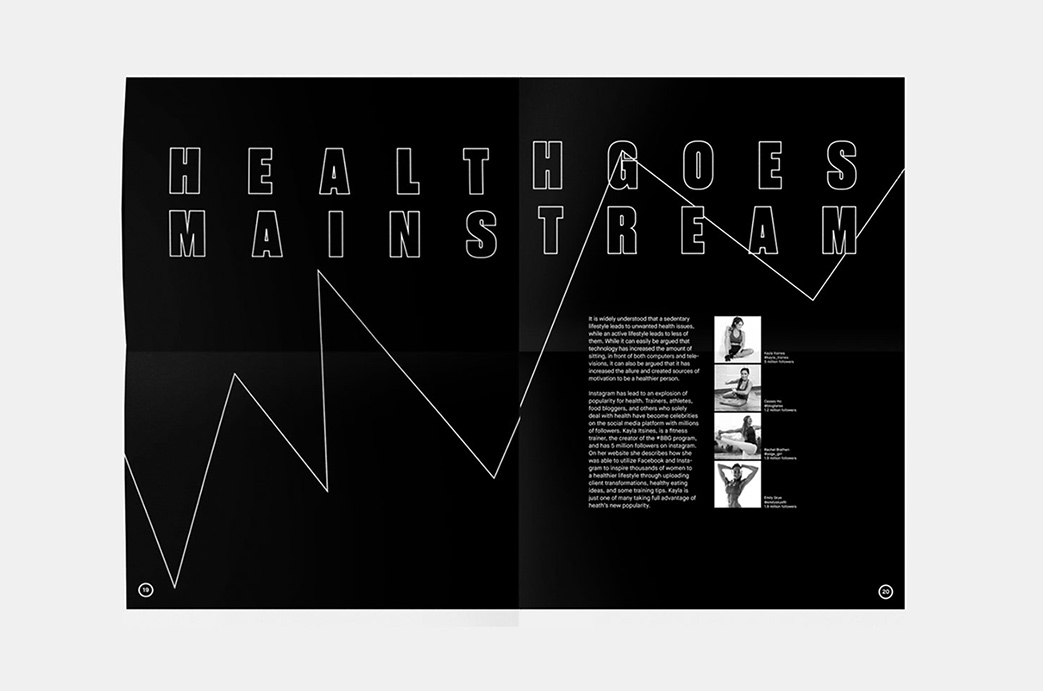 HEALTH GOES
MAINSTREAM
It is widely understood that a sedentary
lifestyle leads to unwanted health issues,
while an active lifestyle leads to less of
them. While it can easily be argued that
technology has increased the amount of
sitting, in front of both computers and tele-
visions, it can also be argued that it has
increased the allure and created sources of
motivation to be a healthier person.
Instagram has lead to an explosion of
popularity for health. Trainers, athletes,
food bloggers, and others who solely
deal with health have become celebrities
on the social media platform with millions
of followers. Kayla Itsines, is a fitness
trainer, the creator of the #BBG program,
and has 5 million followers on instagram.
On her website she describes how she
was able to utilize Facebook and Insta-
gram to inspire thousands of women to
a healthier lifestyle through uploading
client transformations, healthy eating
ideas, and some training tips. Kayla is
just one of many taking full advantage of
heath's new popularity.
Kayla Itsines
@kayla_itsines
5 million followers
Cassey Ho
@blogilates
1.2 million followers
Rachel Brathen
@yoga_girl
million followers
Emily Skye
million followers
19
20